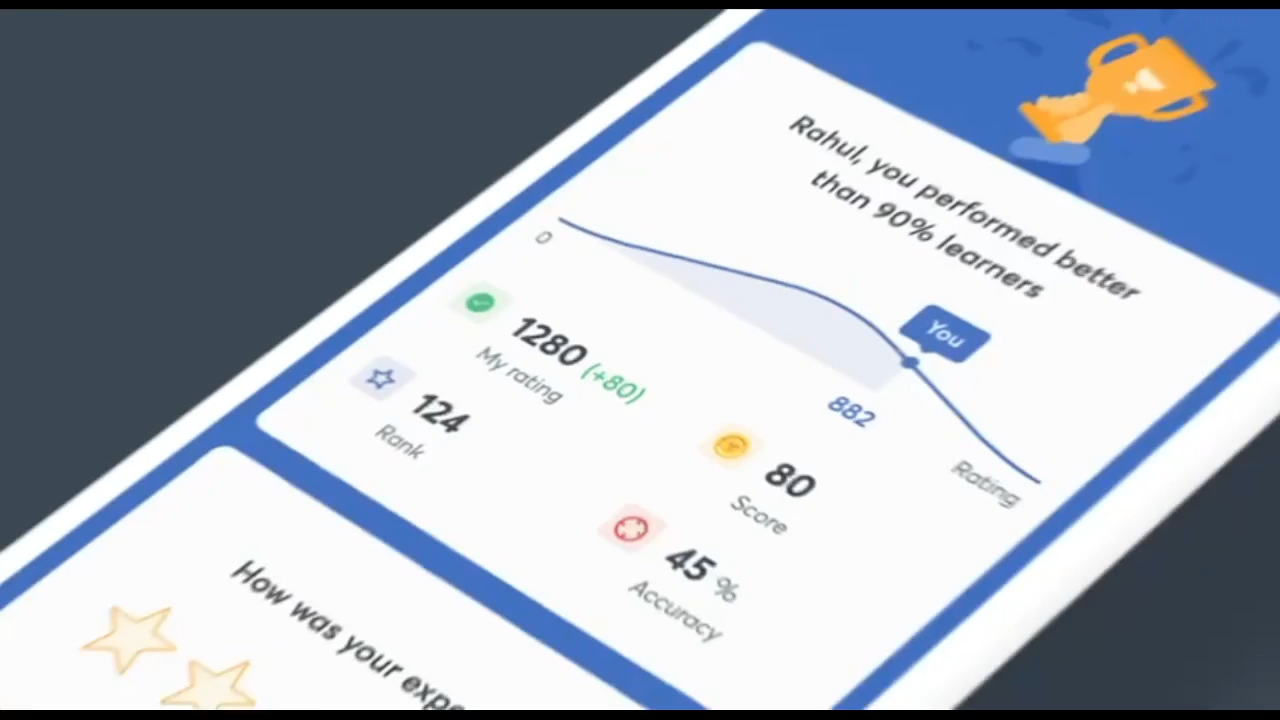 Rahul, you performed better
than 90% learners
You
0
882
Rating
1280 (+80)
My rating
80
Score
124
Rank
45 %
Accuracy
How was your